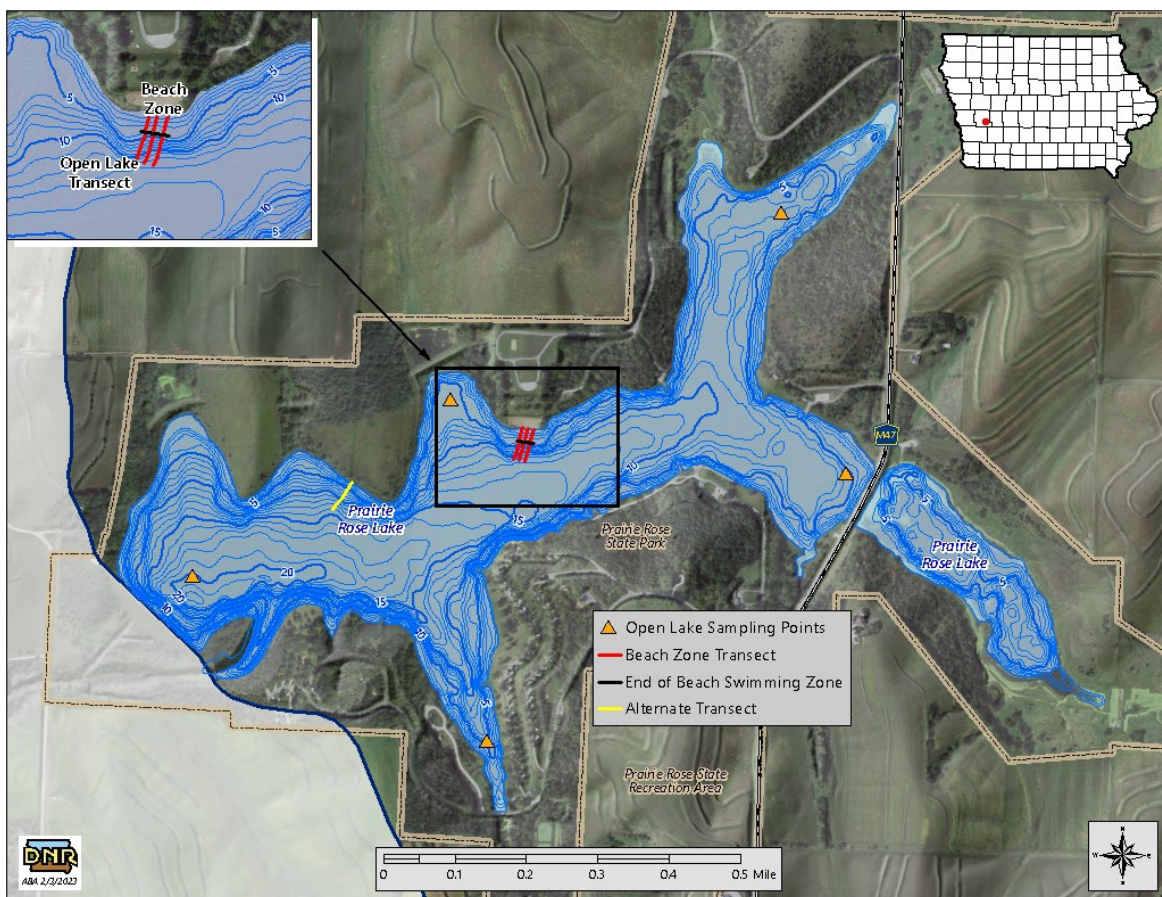 5
10
Beach
Zone
Open Lake
Transect
15
10
5
10
5
M47
5
Prairie
Rose Lake
15
10
5
5
Prairie
Rose Lake
5
Prairie Rose
State Park
20
20
10
15
10
5
Open Lake Sampling Points
Beach Zone Transect
End of Beach Swimming Zone
Alternate Transect
Prairie Rose State
Recreation Area
DNR
ABA 2/3/2023
0 0.1 0.2 0.3 0.4 0.5 Mile
N
W E
S